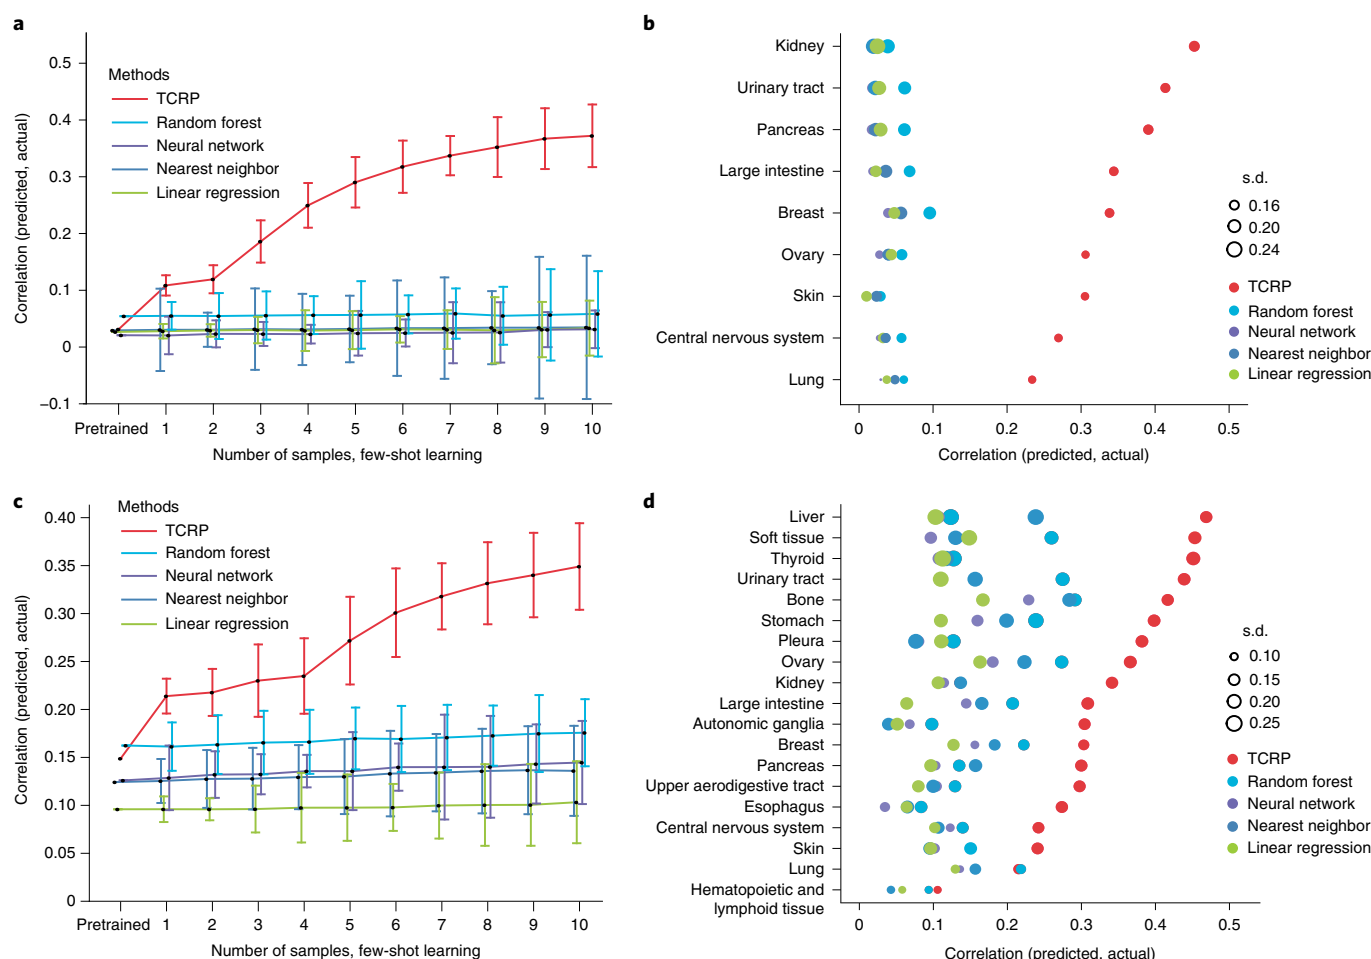 a
Correlation (predicted, actual)
0.5
0.4
0.3
0.2
0.1
0
−0.1
Methods
TCRP
Random forest
Neural network
Nearest neighbor
Linear regression
Pretrained 1 2 3 4 5 6 7 8 9 10
Number of samples, few-shot learning
b
Kidney
Urinary tract
Pancreas
Large intestine
Breast
Ovary
Skin
Central nervous system
Lung
0 0.1 0.2 0.3 0.4 0.5
Correlation (predicted, actual)
s.d.
0.16
0.20
0.24
TCRP
Random forest
Neural network
Nearest neighbor
Linear regression
c
Correlation (predicted, actual)
0.40
0.35
0.30
0.25
0.20
0.15
0.10
0.05
0
Methods
TCRP
Random forest
Neural network
Nearest neighbor
Linear regression
Pretrained 1 2 3 4 5 6 7 8 9 10
Number of samples, few-shot learning
d
Liver
Soft tissue
Thyroid
Urinary tract
Bone
Stomach
Pleura
Ovary
Kidney
Large intestine
Autonomic ganglia
Breast
Pancreas
Upper aerodigestive tract
Esophagus
Central nervous system
Skin
Lung
Hematopoietic and
lymphoid tissue
0 0.1 0.2 0.3 0.4 0.5
Correlation (predicted, actual)
s.d.
0.10
0.15
0.20
0.25
TCRP
Random forest
Neural network
Nearest neighbor
Linear regression